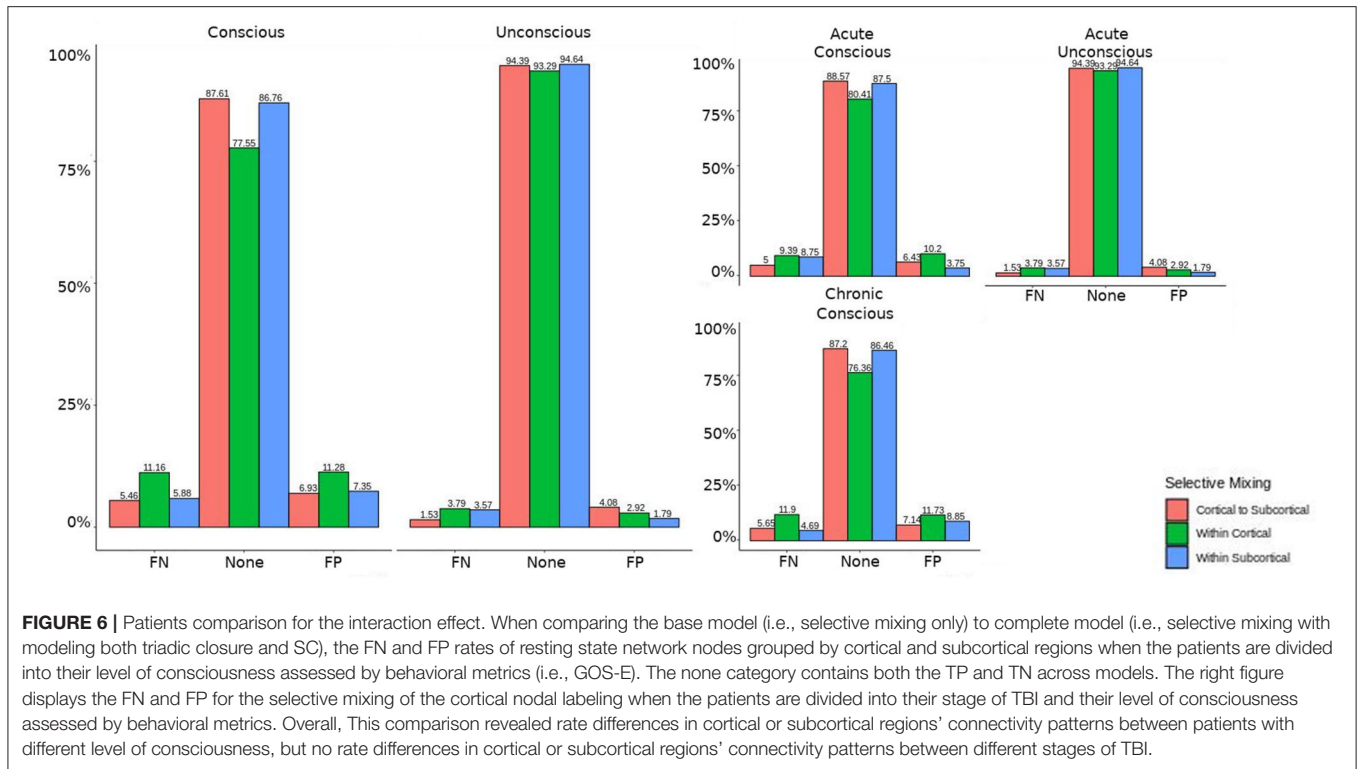 Conscious
100%
75%
50%
25%
0%
87.61
86.76
77.55
11.16
5.46
5.88
11.28
6.93
7.35
FN None FP
Unconscious
94.39
93.29
94.64
1.53
3.79
3.57
4.08
2.92
1.79
FN None FP
Acute
Conscious
100%
75%
50%
25%
0%
88.57
80.41
87.5
5
9.39
8.75
6.43
10.2
3.75
Acute
Unconscious
94.39
93.29
94.64
1.53
3.79
3.57
4.08
2.92
1.79
FN None FP
Chronic
Conscious
100%
75%
50%
25%
0%
87.2
76.36
86.46
5.65
11.9
4.69
7.14
11.73
8.85
FN None FP
Selective Mixing
Cortical to Subcortical
Within Cortical
Within Subcortical
FIGURE 6 | Patients comparison for the interaction effect. When comparing the base model (i.e., selective mixing only) to complete model (i.e., selective mixing with
modeling both triadic closure and SC), the FN and FP rates of resting state network nodes grouped by cortical and subcortical regions when the patients are divided
into their level of consciousness assessed by behavioral metrics (i.e., GOS-E). The none category contains both the TP and TN across models. The right figure
displays the FN and FP for the selective mixing of the cortical nodal labeling when the patients are divided into their stage of TBI and their level of consciousness
assessed by behavioral metrics. Overall, This comparison revealed rate differences in cortical or subcortical regions' connectivity patterns between patients with
different level of consciousness, but no rate differences in cortical or subcortical regions' connectivity patterns between different stages of TBI.